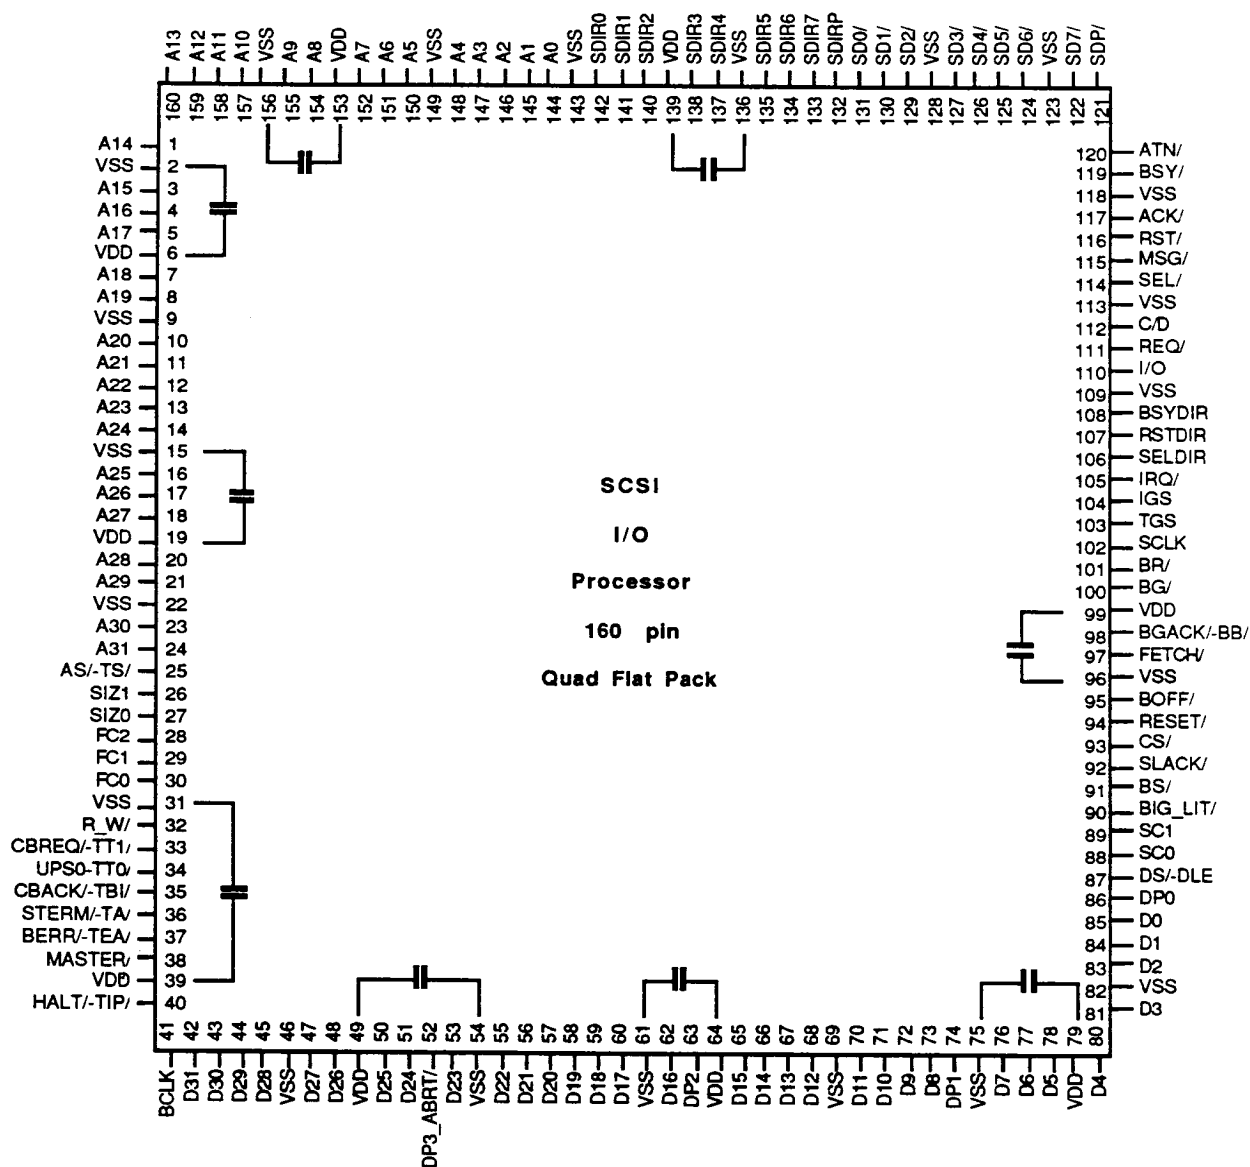 A13 A12 A11 A10 VSS A9 A8 VDD A7 A6 A5 VSS A4 A3 A2 A1 A0 VSS SDIR0 SDIR1 SDIR2 VDD SDIR3 SDIR4 VSS SDIR5 SDIR6 SDIR7 SDIRP SD0/ SD1/ SD2/ VSS SD3/ SD4/ SD5/ SD6/ VSS SD7/ SDP/
160 159 158 157 156 155 154 153 152 151 150 149 148 147 146 145 144 143 142 141 140 139 138 137 136 135 134 133 132 131 130 129 128 127 126 125 124 123 122 121
A14 1
VSS 2
A15 3
A16 4
A17 5
VDD 6
A18 7
A19 8
VSS 9
A20 10
A21 11
A22 12
A23 13
A24 14
VSS 15
A25 16
A26 17
A27 18
VDD 19
A28 20
A29 21
VSS 22
A30 23
A31 24
AS/-TS/ 25
SIZ1 26
SIZ0 27
FC2 28
FC1 29
FC0 30
VSS 31
R_W/ 32
CBREQ/-TT1/ 33
UPS0-TT0/ 34
CBACK/-TBI/ 35
STERM/-TA/ 36
BERR/-TEA/ 37
MASTER/ 38
VDD 39
HALT/-TIP/ 40
SCSI
I/O
Processor
160 pin
Quad Flat Pack
120 ATN/
119 BSY/
118 VSS
117 ACK/
116 RST/
115 MSG/
114 SEL/
113 VSS
112 C/D
111 REQ/
110 I/O
109 VSS
108 BSYDIR
107 RSTDIR
106 SELDIR
105 IRQ/
104 IGS
103 TGS
102 SCLK
101 BR/
100 BG/
99 VDD
98 BGACK/-BB/
97 FETCH/
96 VSS
95 BOFF/
94 RESET/
93 CS/
92 SLACK/
91 BS/
90 BIG_LIT/
89 SC1
88 SC0
87 DS/-DLE
86 DP0
85 D0
84 D1
83 D2
82 VSS
81 D3
41 42 43 44 45 46 47 48 49 50 51 52 53 54 55 56 57 58 59 60 61 62 63 64 65 66 67 68 69 70 71 72 73 74 75 76 77 78 79 80
BCLK D31 D30 D29 D28 VSS D27 D26 VDD D25 D24 DP3_ABRT/ D23 VSS D22 D21 D20 D19 D18 D17 VSS D16 DP2 VDD D15 D14 D13 D12 VSS D11 D10 D9 D8 DP1 VSS D7 D6 D5 VDD D4